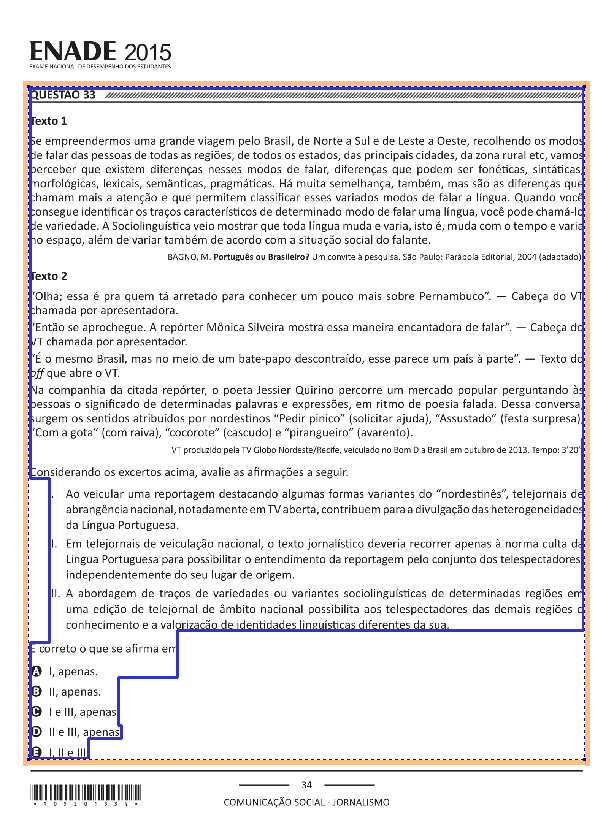 ENADE 2015
EXAME NACIONAL DE DESEMPENHO DOS ESTUDANTES
QUESTÃO 33
Texto 1
Se empreendermos uma grande viagem pelo Brasil, de Norte a Sul e de Leste a Oeste, recolhendo os modos
de falar das pessoas de todas as regiões, de todos os estados, das principais cidades, da zona rural etc, vamos
perceber que existem diferenças nesses modos de falar, diferenças que podem ser fonéticas, sintáticas,
morfológicas, lexicais, semânticas, pragmáticas. Há muita semelhança, também, mas são as diferenças que
chamam mais a atenção e que permitem classificar esses variados modos de falar a língua. Quando você
consegue identificar os traços característicos de determinado modo de falar uma língua, você pode chamá-lo
de variedade. A Sociolinguística veio mostrar que toda língua muda e varia, isto é, muda com o tempo e varia
no espaço, além de variar também de acordo com a situação social do falante.
BAGNO, M. Português ou Brasileiro? Um convite à pesquisa. São Paulo: Parábola Editorial, 2004 (adaptado).
Texto 2
“Olha; essa é pra quem tá arretado para conhecer um pouco mais sobre Pernambuco”. — Cabeça do VT
chamada por apresentadora.
“Então se aprochegue. A repórter Mônica Silveira mostra essa maneira encantadora de falar”. — Cabeça do
VT chamada por apresentador.
“É o mesmo Brasil, mas no meio de um bate-papo descontraído, esse parece um país à parte”. — Texto do
off que abre o VT.
Na companhia da citada repórter, o poeta Jessier Quirino percorre um mercado popular perguntando às
pessoas o significado de determinadas palavras e expressões, em ritmo de poesia falada. Dessa conversa,
surgem os sentidos atribuídos por nordestinos “Pedir pinico” (solicitar ajuda), “Assustado” (festa surpresa),
“Com a gota” (com raiva), “cocorote” (cascudo) e “pirangueiro” (avarento).
VT produzido pela TV Globo Nordeste/Recife, veiculado no Bom Dia Brasil em outubro de 2013. Tempo: 3’20”
Considerando os excertos acima, avalie as afirmações a seguir.
I. Ao veicular uma reportagem destacando algumas formas variantes do “nordestinês”, telejornais de
abrangência nacional, notadamente em TV aberta, contribuem para a divulgação das heterogeneidades
da Língua Portuguesa.
II. Em telejornais de veiculação nacional, o texto jornalístico deveria recorrer apenas à norma culta da
Língua Portuguesa para possibilitar o entendimento da reportagem pelo conjunto dos telespectadores,
independentemente do seu lugar de origem.
III. A abordagem de traços de variedades ou variantes sociolinguísticas de determinadas regiões em
uma edição de telejornal de âmbito nacional possibilita aos telespectadores das demais regiões o
conhecimento e a valorização de identidades linguísticas diferentes da sua.
É correto o que se afirma em
A I, apenas.
B II, apenas.
C I e III, apenas.
D II e III, apenas.
E I, II e III.
34
COMUNICAÇÃO SOCIAL - JORNALISMO